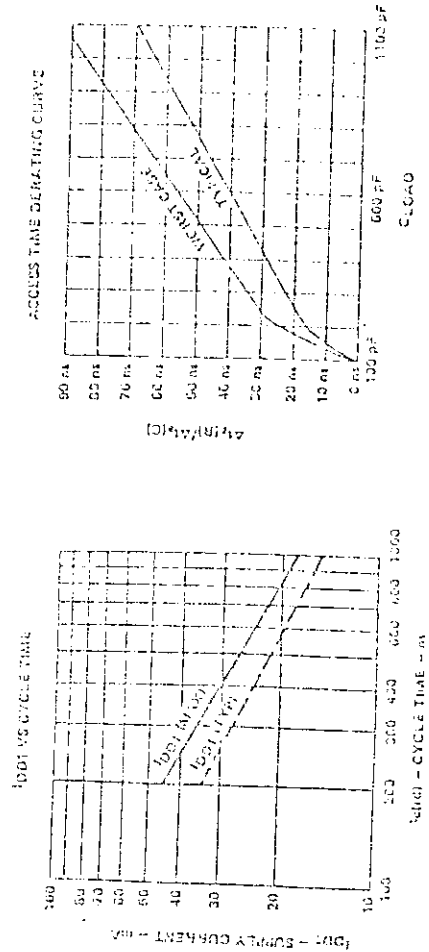 IDD1 VS CYCLE TIME
IDD1 – SUPPLY CURRENT – mA
100
70
60
50
40
30
20
10
IDD1 (MAX)
IDD1 (TYP)
100
200
300
400
600
800
1000
tc(rd) – CYCLE TIME – ns
ACCESS TIME DERATING CURVE
90 ns
80 ns
70 ns
60 ns
50 ns
40 ns
30 ns
20 ns
10 ns
0 ns
WORST CASE
TYPICAL
100 pF
600 pF
1100 pF
CLOAD